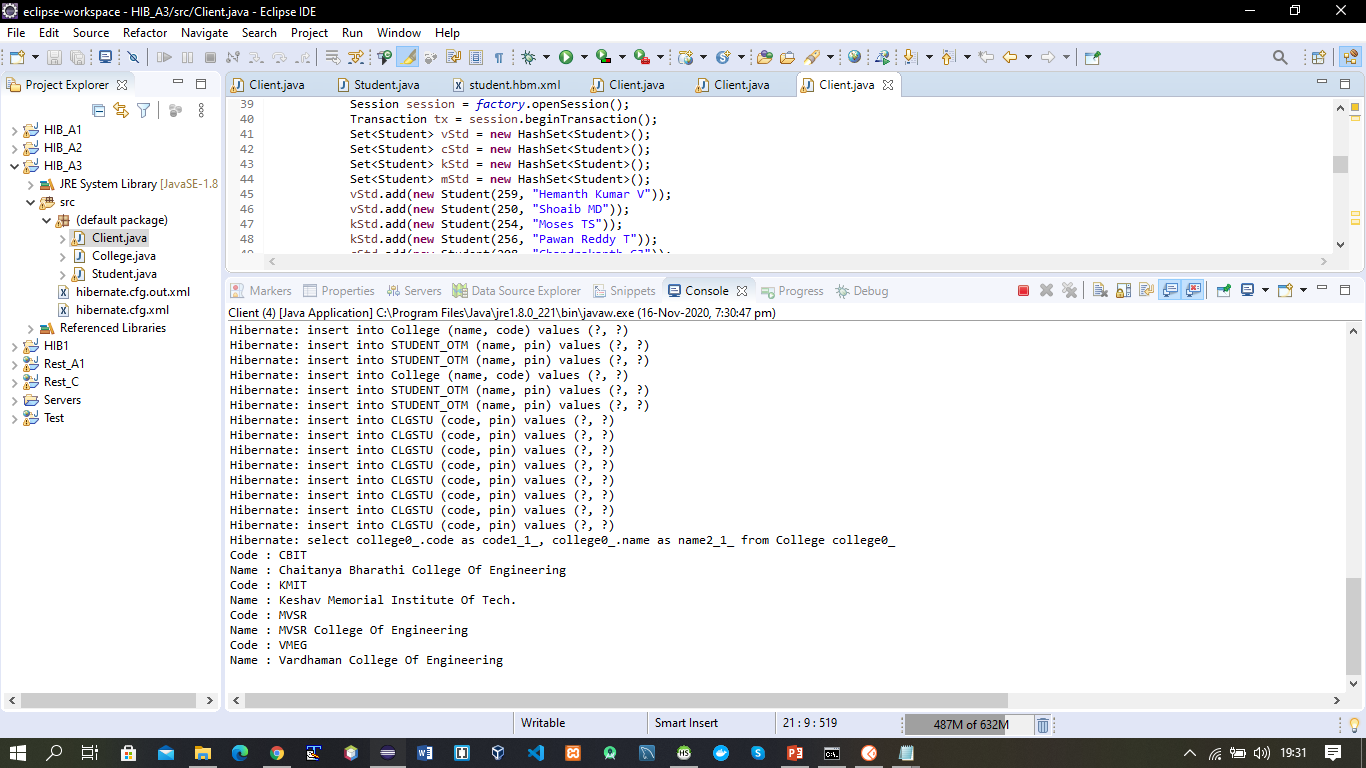 eclipse-workspace - HIB_A3/src/Client.java - Eclipse IDE
File Edit Source Refactor Navigate Search Project Run Window Help
Project Explorer
HIB_A1
HIB_A2
HIB_A3
JRE System Library [JavaSE-1.8
src
(default package)
Client.java
College.java
Student.java
hibernate.cfg.out.xml
hibernate.cfg.xml
Referenced Libraries
HIB1
Rest_A1
Rest_C
Servers
Test
Client.java Student.java student.hbm.xml Client.java Client.java Client.java
39 Session session = factory.openSession();
40 Transaction tx = session.beginTransaction();
41 Set<Student> vStd = new HashSet<Student>();
42 Set<Student> cStd = new HashSet<Student>();
43 Set<Student> kStd = new HashSet<Student>();
44 Set<Student> mStd = new HashSet<Student>();
45 vStd.add(new Student(259, "Hemanth Kumar V"));
46 vStd.add(new Student(250, "Shoaib MD"));
47 kStd.add(new Student(254, "Moses TS"));
48 kStd.add(new Student(256, "Pawan Reddy T"));
Markers Properties Servers Data Source Explorer Snippets Console Progress Debug
Client (4) [Java Application] C:\Program Files\Java\jre1.8.0_221\bin\javaw.exe (16-Nov-2020, 7:30:47 pm)
Hibernate: insert into College (name, code) values (?, ?)
Hibernate: insert into STUDENT_OTM (name, pin) values (?, ?)
Hibernate: insert into STUDENT_OTM (name, pin) values (?, ?)
Hibernate: insert into College (name, code) values (?, ?)
Hibernate: insert into STUDENT_OTM (name, pin) values (?, ?)
Hibernate: insert into STUDENT_OTM (name, pin) values (?, ?)
Hibernate: insert into CLGSTU (code, pin) values (?, ?)
Hibernate: insert into CLGSTU (code, pin) values (?, ?)
Hibernate: insert into CLGSTU (code, pin) values (?, ?)
Hibernate: insert into CLGSTU (code, pin) values (?, ?)
Hibernate: insert into CLGSTU (code, pin) values (?, ?)
Hibernate: insert into CLGSTU (code, pin) values (?, ?)
Hibernate: insert into CLGSTU (code, pin) values (?, ?)
Hibernate: insert into CLGSTU (code, pin) values (?, ?)
Hibernate: select college0_.code as code1_1_, college0_.name as name2_1_ from College college0_
Code : CBIT
Name : Chaitanya Bharathi College Of Engineering
Code : KMIT
Name : Keshav Memorial Institute Of Tech.
Code : MVSR
Name : MVSR College Of Engineering
Code : VMEG
Name : Vardhaman College Of Engineering
Writable Smart Insert 21 : 9 : 519 487M of 632M
19:31